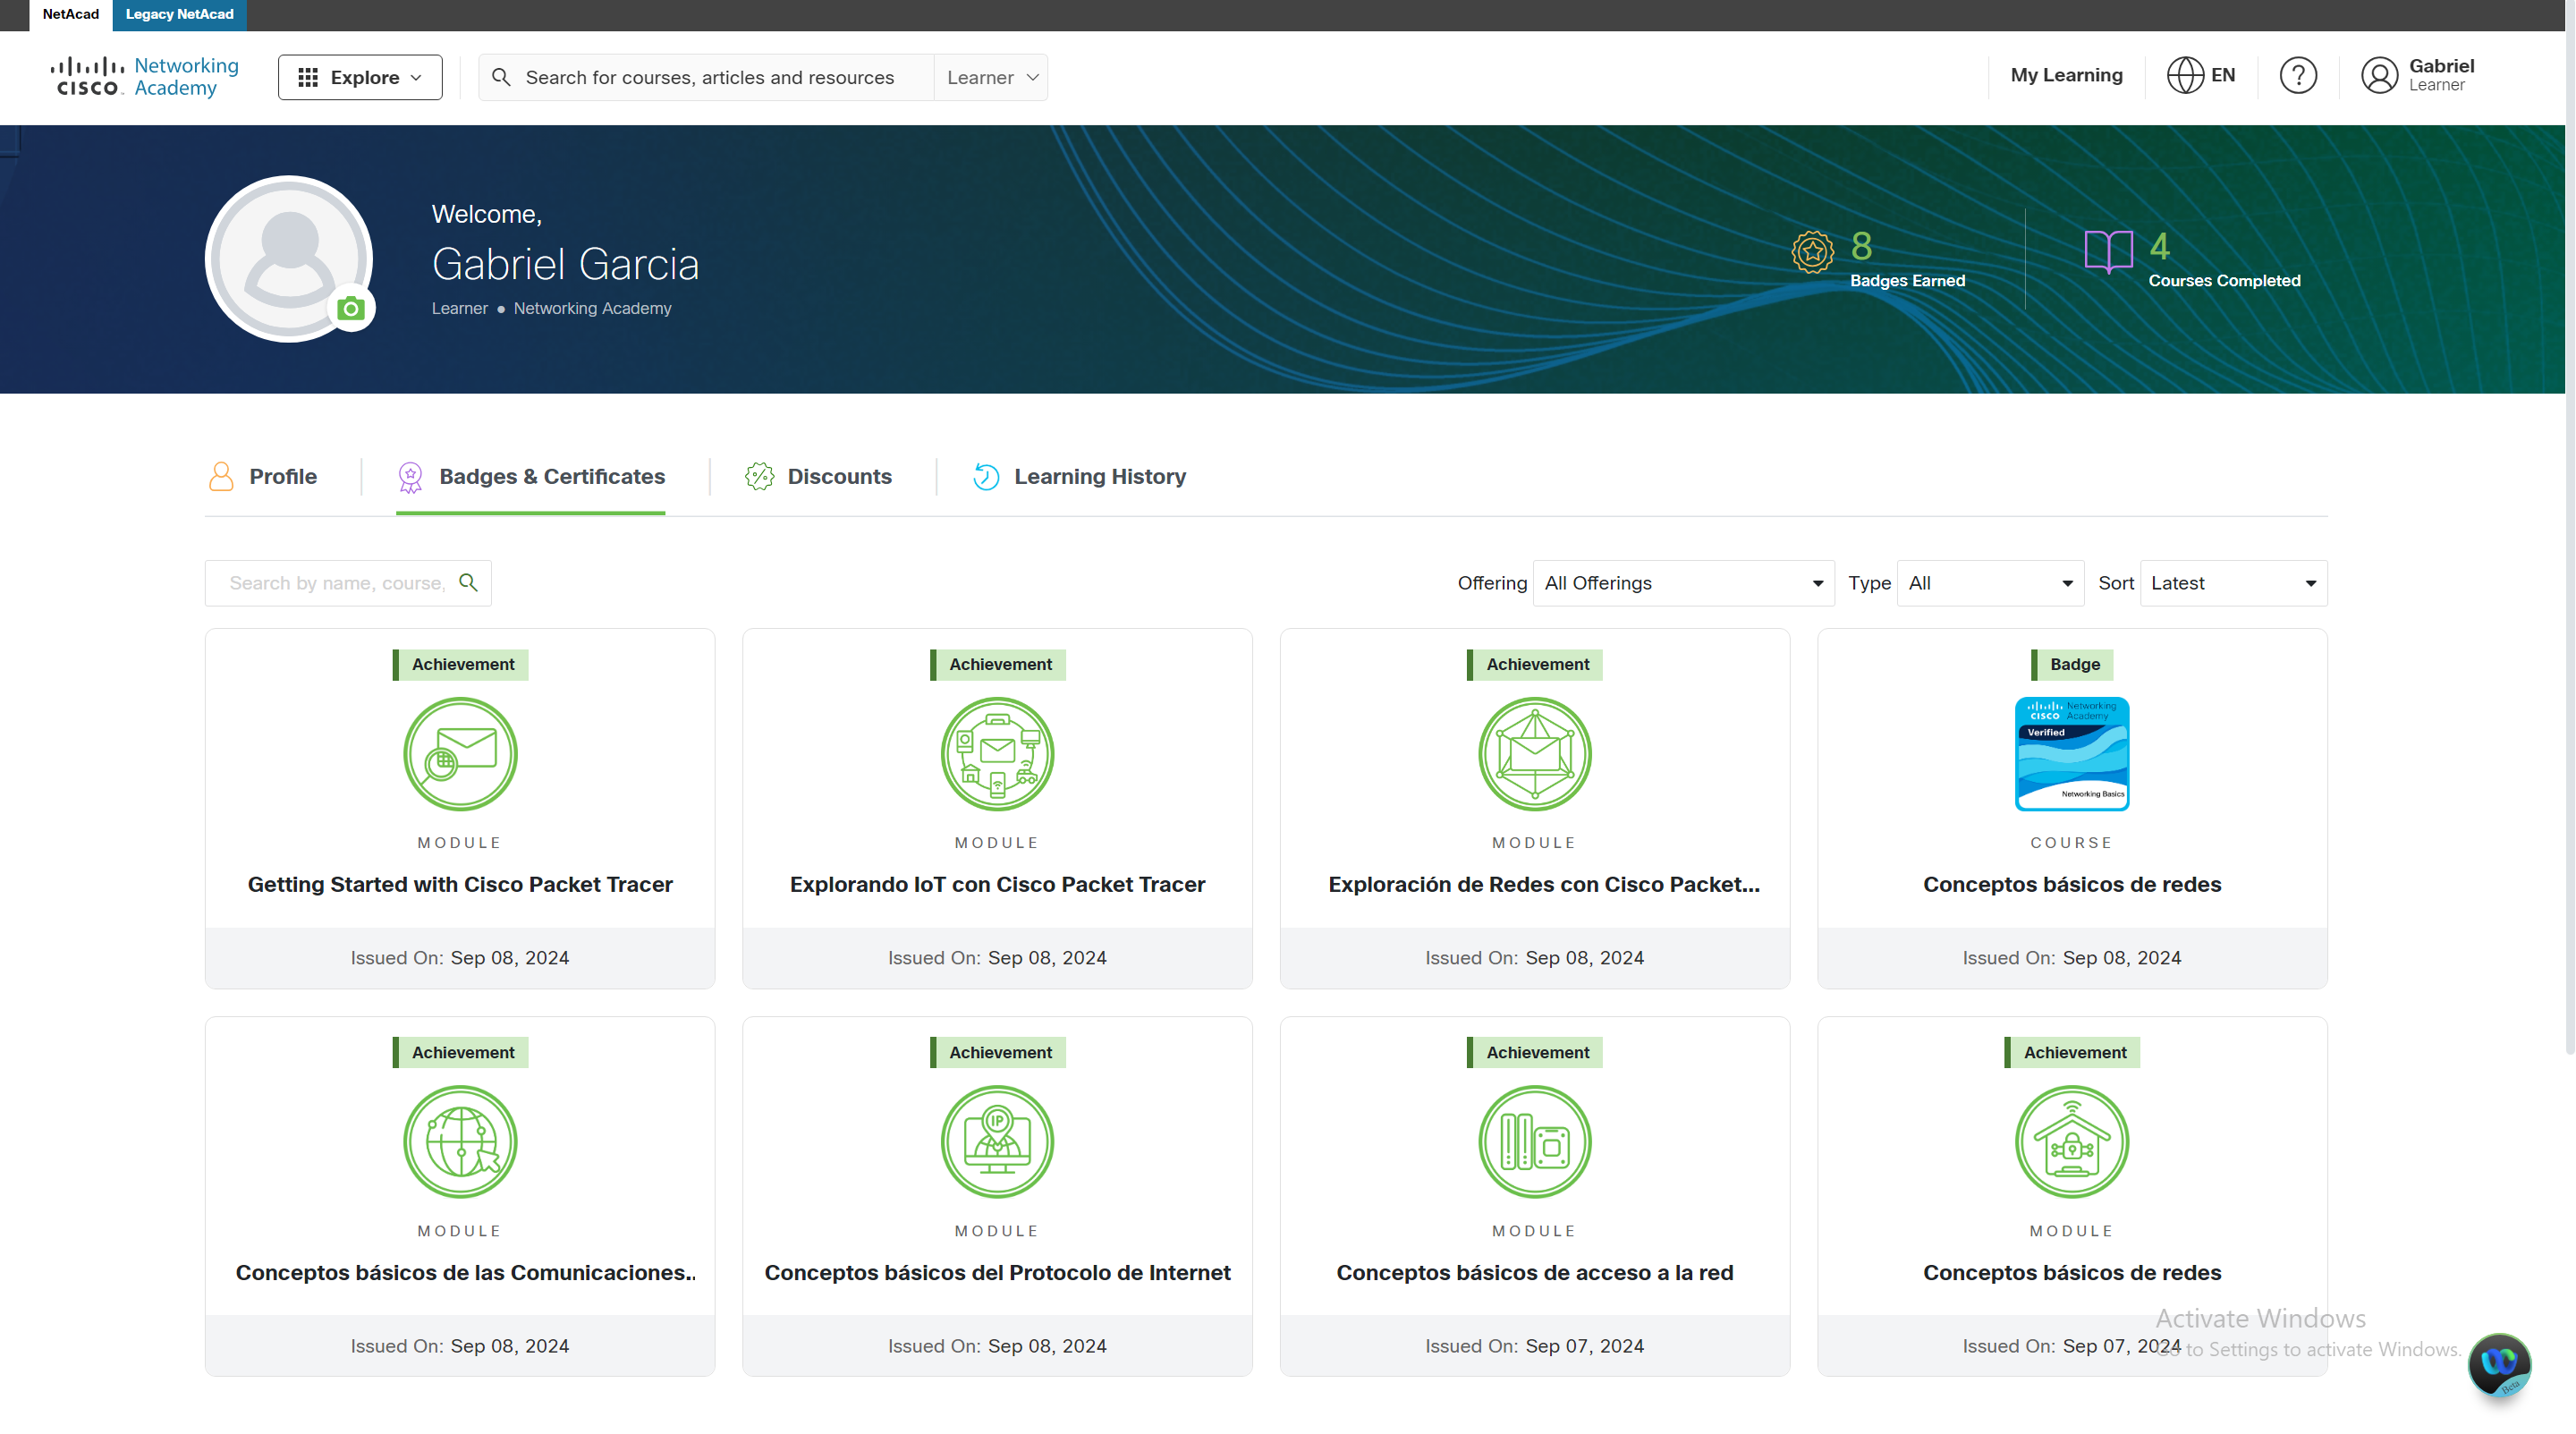 NetAcad
Legacy NetAcad
CISCO
Networking
Academy
Explore
Search for courses, articles and resources
Learner
My Learning
EN
?
Gabriel
Learner
Welcome,
Gabriel Garcia
Learner • Networking Academy
8
Badges Earned
4
Courses Completed
Profile
Badges & Certificates
Discounts
Learning History
Search by name, course,
Offering
All Offerings
Type
All
Sort
Latest
Achievement
MODULE
Getting Started with Cisco Packet Tracer
Issued On: Sep 08, 2024
Achievement
MODULE
Explorando IoT con Cisco Packet Tracer
Issued On: Sep 08, 2024
Achievement
MODULE
Exploración de Redes con Cisco Packet...
Issued On: Sep 08, 2024
Badge
CISCO
Networking
Academy
Verified
Networking Basics
COURSE
Conceptos básicos de redes
Issued On: Sep 08, 2024
Achievement
MODULE
Conceptos básicos de las Comunicaciones..
Issued On: Sep 08, 2024
Achievement
IP
MODULE
Conceptos básicos del Protocolo de Internet
Issued On: Sep 08, 2024
Achievement
MODULE
Conceptos básicos de acceso a la red
Issued On: Sep 07, 2024
Achievement
MODULE
Conceptos básicos de redes
Issued On: Sep 07, 2024
Activate Windows
Go to Settings to activate Windows.
Beta